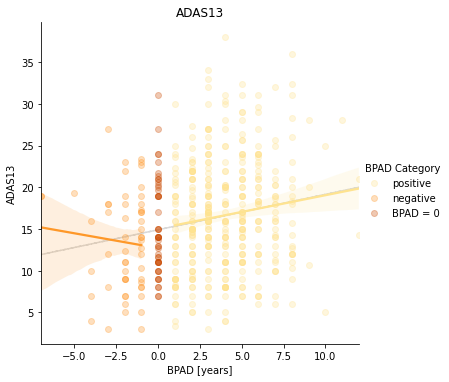 ADAS13
35
30
25
20
15
10
5
ADAS13
−5.0
−2.5
0.0
2.5
5.0
7.5
10.0
BPAD [years]
BPAD Category
positive
negative
BPAD = 0